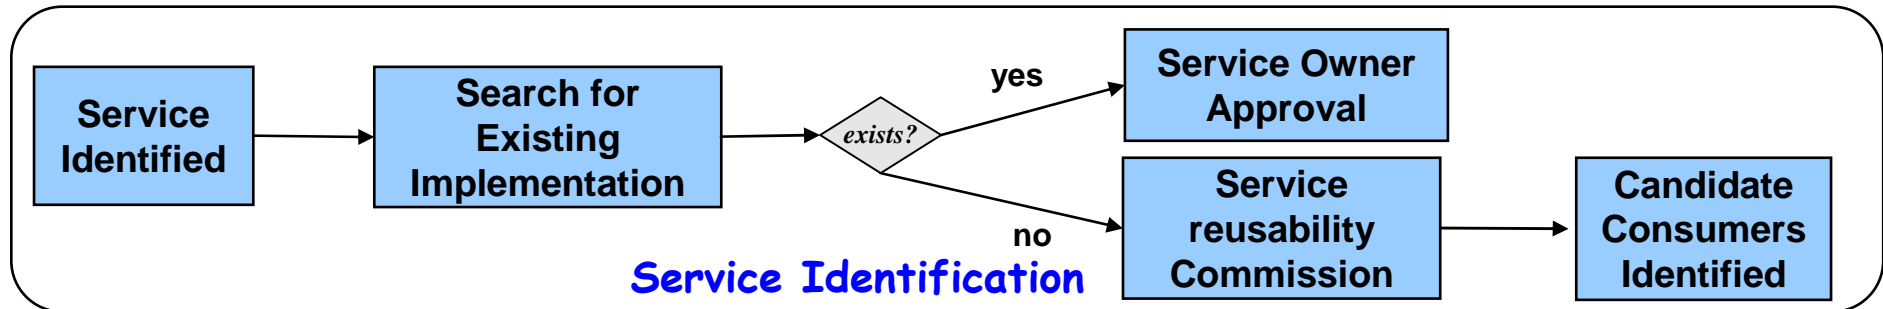 Service
Identified
Search for
Existing
Implementation
exists?
yes
Service Owner
Approval
no
Service
reusability
Commission
Candidate
Consumers
Identified
Service Identification